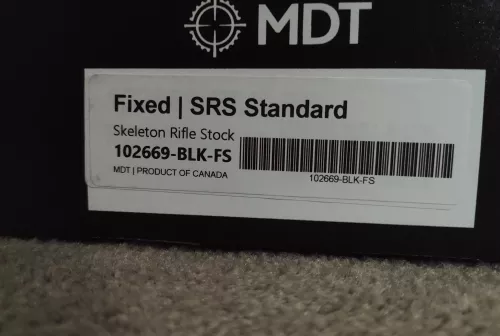 MDT
Fixed | SRS Standard
Skeleton Rifle Stock
102669-BLK-FS
MDT | PRODUCT OF CANADA
102669-BLK-FS